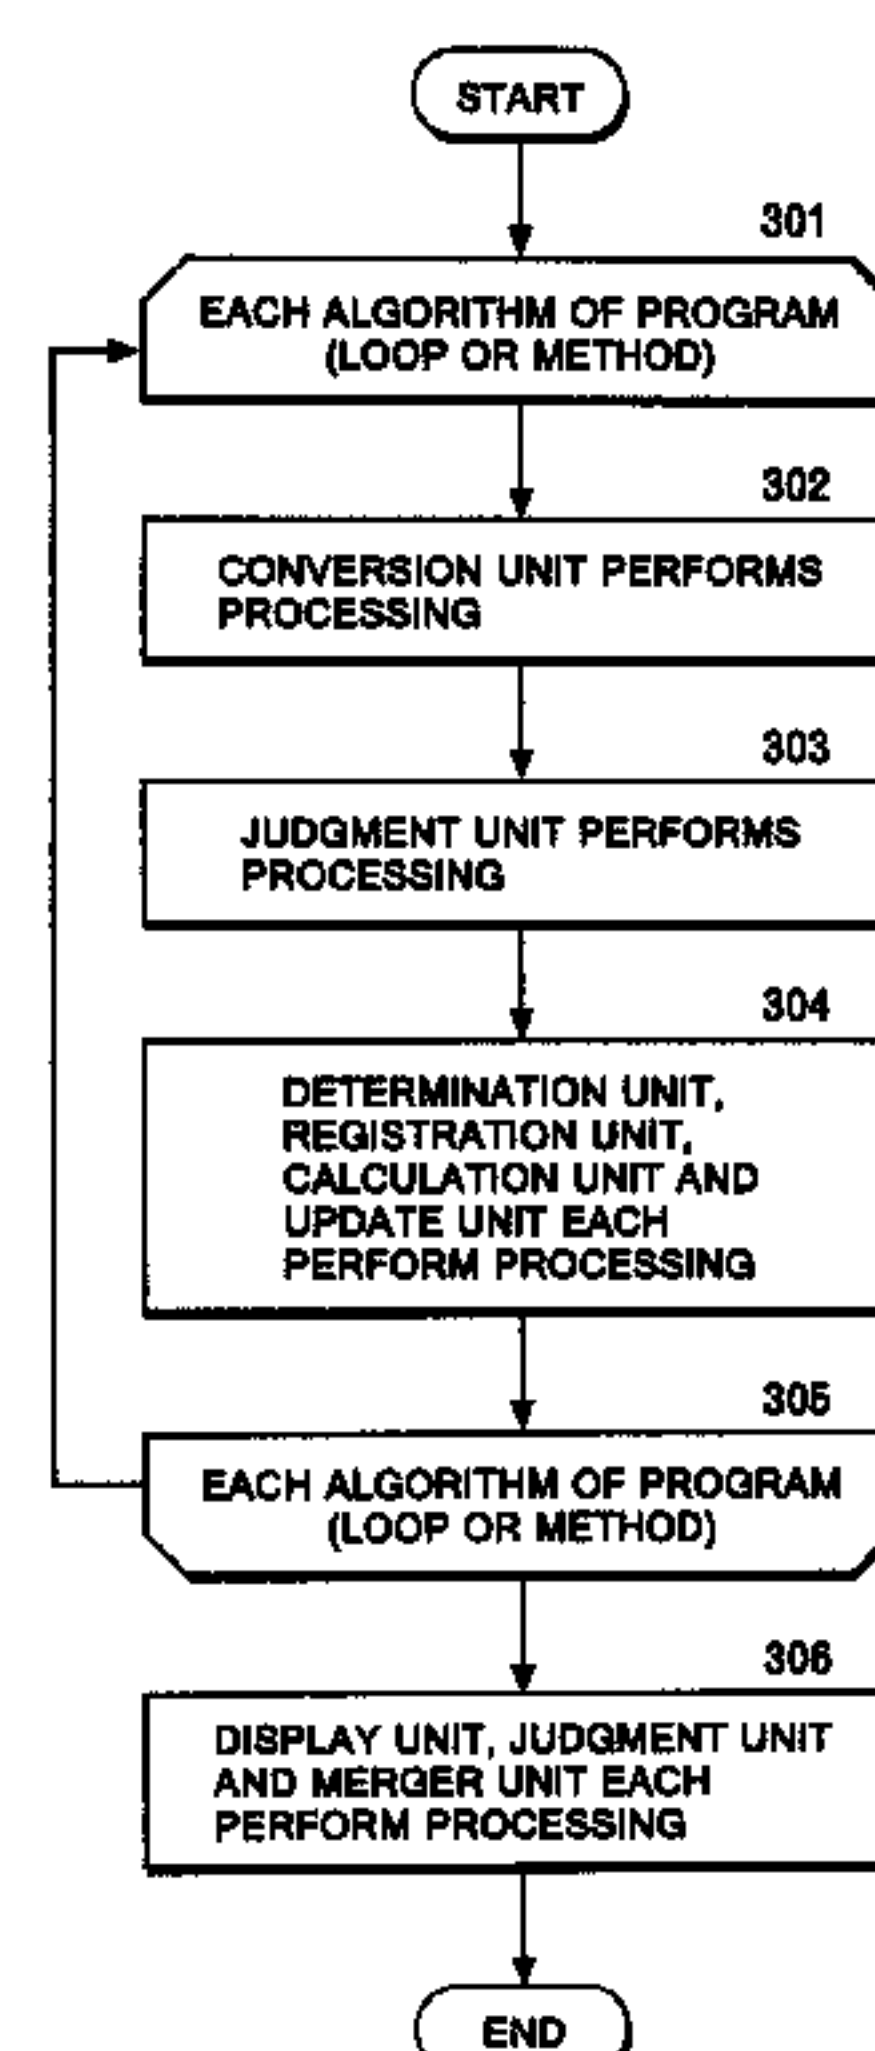 START
301
EACH ALGORITHM OF PROGRAM
(LOOP OR METHOD)
302
CONVERSION UNIT PERFORMS
PROCESSING
303
JUDGMENT UNIT PERFORMS
PROCESSING
304
DETERMINATION UNIT,
REGISTRATION UNIT,
CALCULATION UNIT AND
UPDATE UNIT EACH
PERFORM PROCESSING
305
EACH ALGORITHM OF PROGRAM
(LOOP OR METHOD)
306
DISPLAY UNIT, JUDGMENT UNIT
AND MERGER UNIT EACH
PERFORM PROCESSING
END